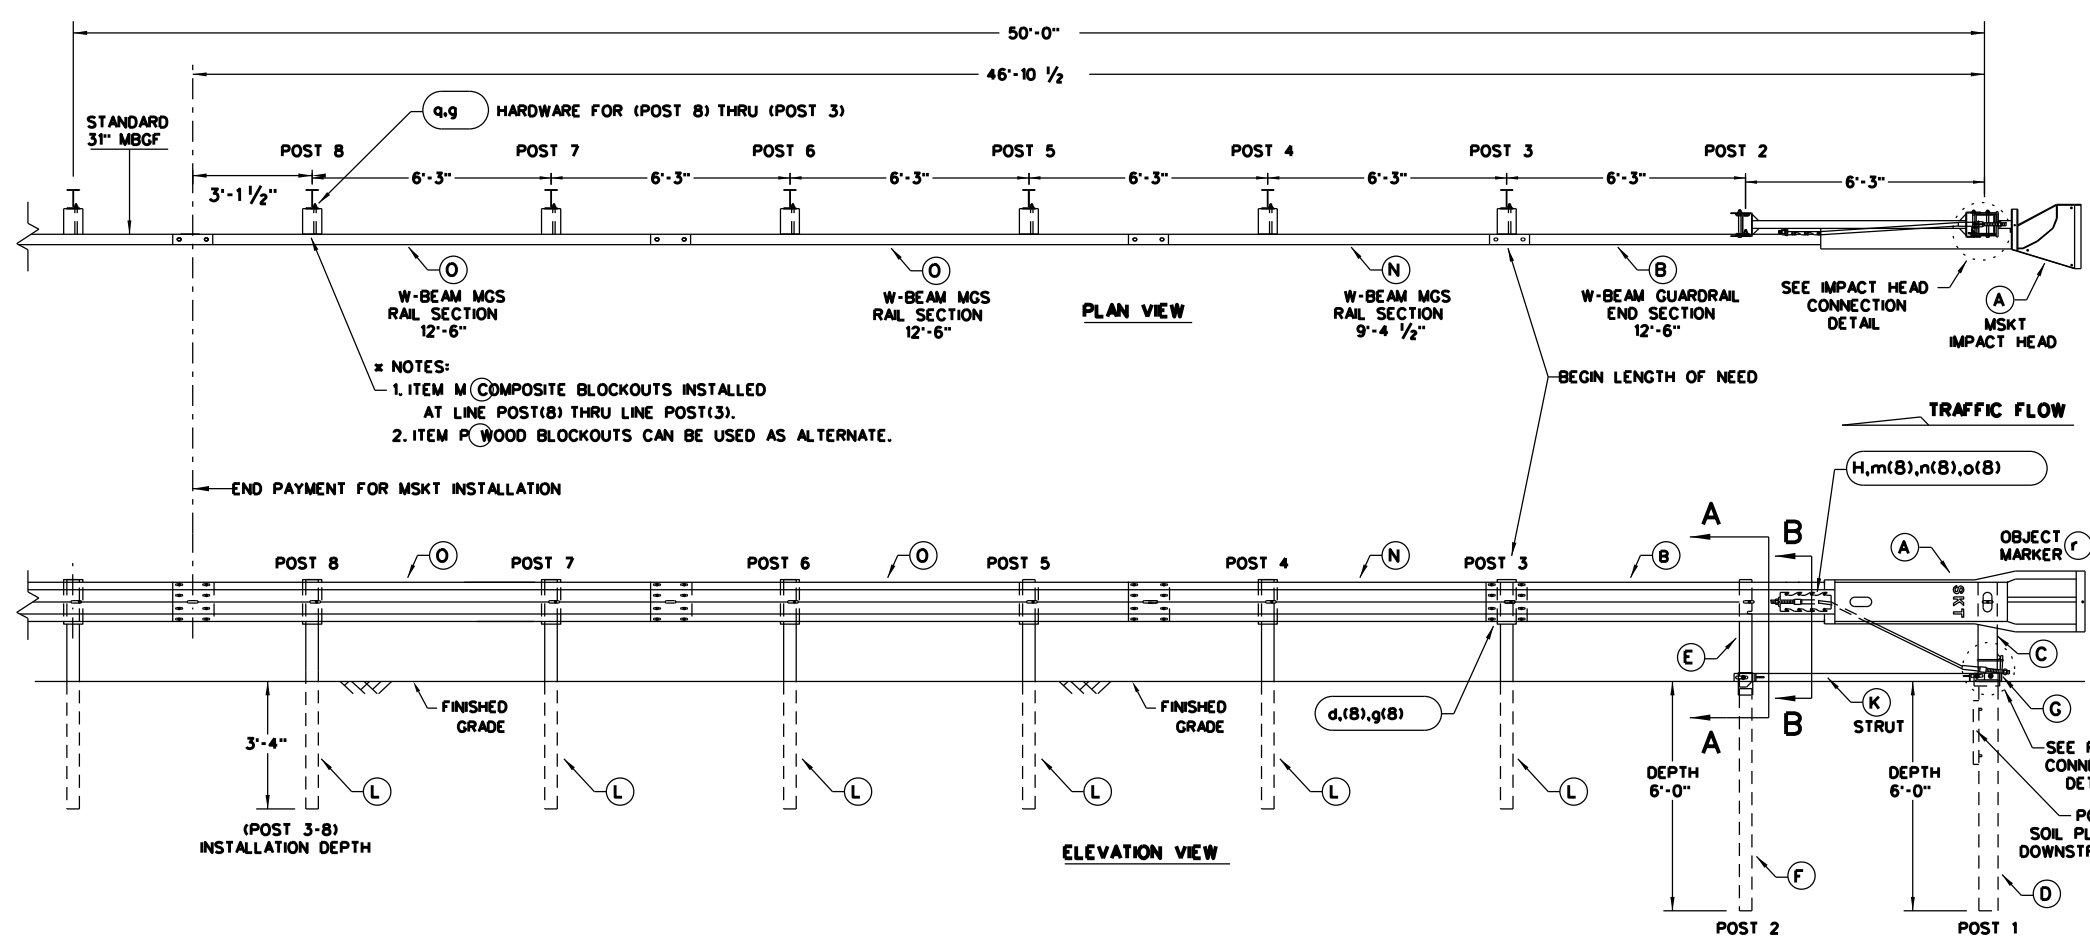 50'-0"
46'-10 1/2
q,g HARDWARE FOR (POST 8) THRU (POST 3)
STANDARD
31" MBGF
POST 8
POST 7
POST 6
POST 5
POST 4
POST 3
POST 2
3'-1 1/2"
6'-3"
6'-3"
6'-3"
6'-3"
6'-3"
6'-3"
6'-3"
O
W-BEAM MGS
RAIL SECTION
12'-6"
O
W-BEAM MGS
RAIL SECTION
12'-6"
PLAN VIEW
N
W-BEAM MGS
RAIL SECTION
9'-4 1/2"
B
W-BEAM GUARDRAIL
END SECTION
12'-6"
SEE IMPACT HEAD
CONNECTION
DETAIL
A
MSKT
IMPACT HEAD
* NOTES:
1. ITEM M COMPOSITE BLOCKOUTS INSTALLED
AT LINE POST(8) THRU LINE POST(3).
2. ITEM P WOOD BLOCKOUTS CAN BE USED AS ALTERNATE.
BEGIN LENGTH OF NEED
TRAFFIC FLOW
END PAYMENT FOR MSKT INSTALLATION
H,m(8),n(8),o(8)
A
B
OBJECT
MARKER r
A
POST 8
O
POST 7
POST 6
O
POST 5
POST 4
N
POST 3
B
SKT
E
C
FINISHED
GRADE
FINISHED
GRADE
d,(8),g(8)
A
B
K
STRUT
G
3'-4"
L
L
L
L
L
L
DEPTH
6'-0"
DEPTH
6'-0"
SEE
CONN
DE
SOIL PL
DOWNST
(POST 3-8)
INSTALLATION DEPTH
ELEVATION VIEW
F
D
POST 2
POST 1